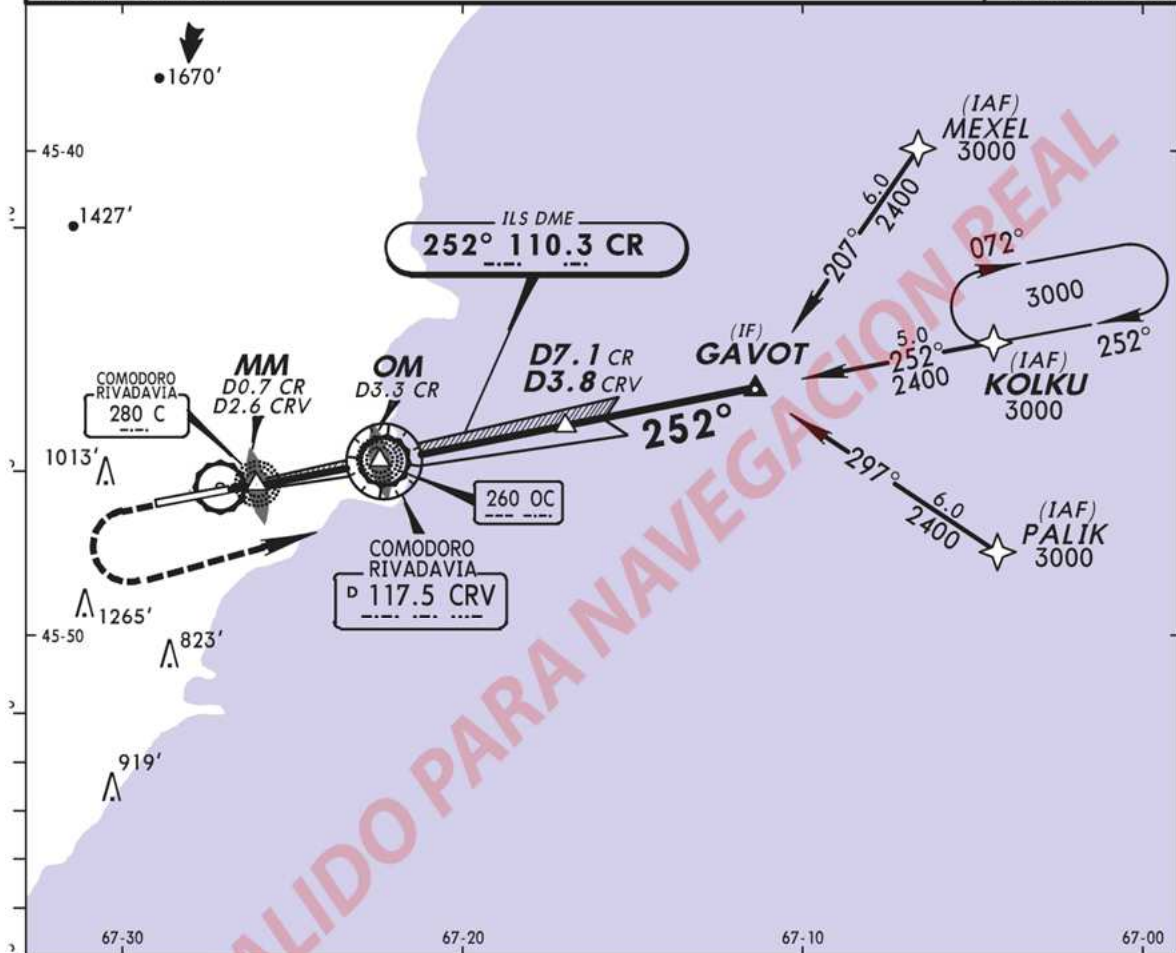 1670'
45-40
1427'
(IAF)
MEXEL
3000
6.0
2400
207°
ILS DME
252° 110.3 CR
072°
3000
252°
(IF)
GAVOT
5.0
252°
2400
(IAF)
KOLKU
3000
D7.1 CR
D3.8 CRV
252°
MM
D0.7 CR
D2.6 CRV
OM
D3.3 CR
COMODORO
RIVADAVIA
280 C
1013'
260 OC
COMODORO
RIVADAVIA
D 117.5 CRV
297°
6.0
2400
(IAF)
PALIK
3000
1265'
823'
45-50
919'
67-30
67-20
67-10
67-00
ALIDO PARA NAVEGACION REAL